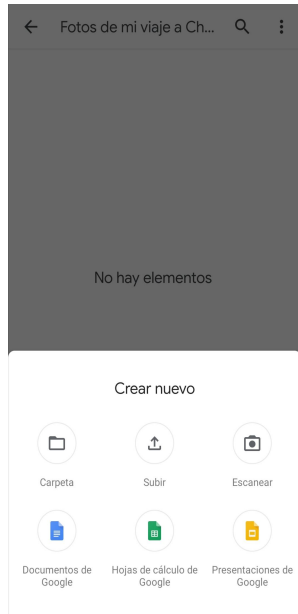 Fotos de mi viaje a Ch...
No hay elementos
Crear nuevo
Carpeta
Subir
Escanear
Documentos de
Google
Hojas de cálculo de
Google
Presentaciones de
Google